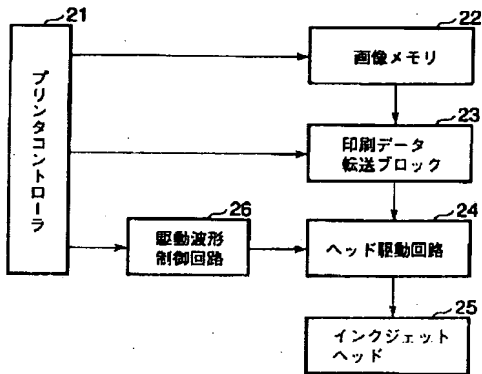 21
プリンタコントローラ
22
画像メモリ
23
印刷データ
転送ブロック
26
駆動波形
制御回路
24
ヘッド駆動回路
25
インクジェット
ヘッド